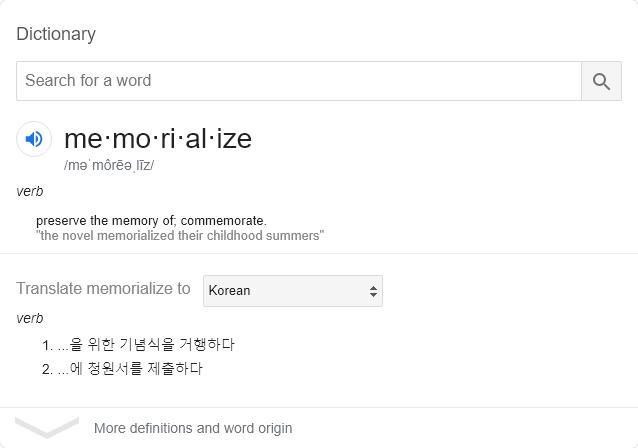 Dictionary
Search for a word
me·mo·ri·al·ize
/məˈmôrēəˌlīz/
verb
preserve the memory of; commemorate.
"the novel memorialized their childhood summers"
Translate memorialize to Korean
verb
1. ...을 위한 기념식을 거행하다
2. ...에 청원서를 제출하다
More definitions and word origin